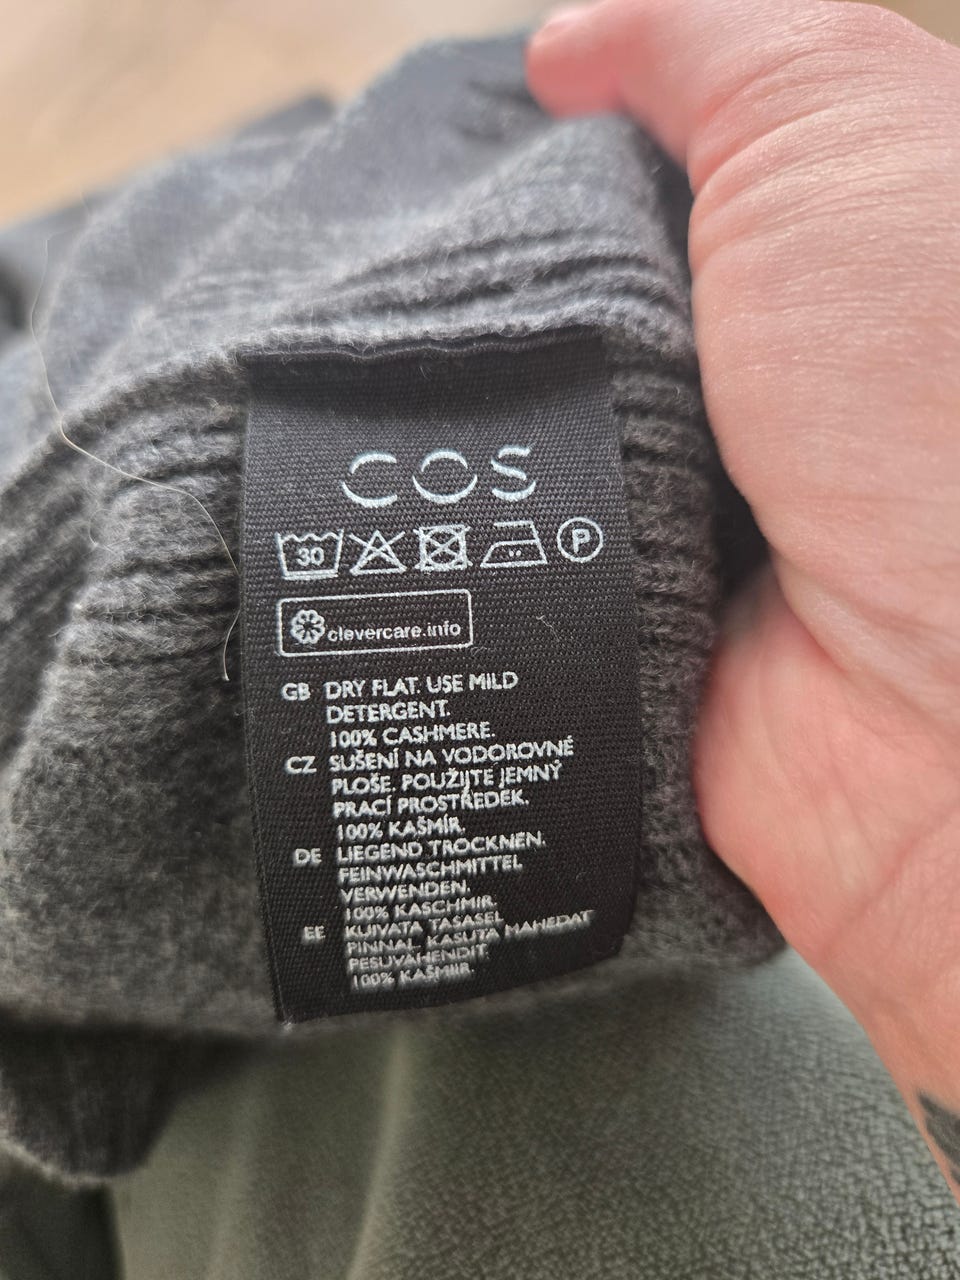 COS
30 P
clevercare.info
GB DRY FLAT. USE MILD
DETERGENT.
100% CASHMERE.
CZ SUŠENÍ NA VODOROVNÉ
PLOŠE. POUŽIJTE JEMNÝ
PRACÍ PROSTŘEDEK.
100% KAŠMÍR.
DE LIEGEND TROCKNEN.
FEINWASCHMITTEL
VERWENDEN.
100% KASCHMIR.
EE KUIVATA TASASEL
PINNAL. KASUTA MAHEDAT
PESUVAHENDIT.
100% KAŠMIIR.